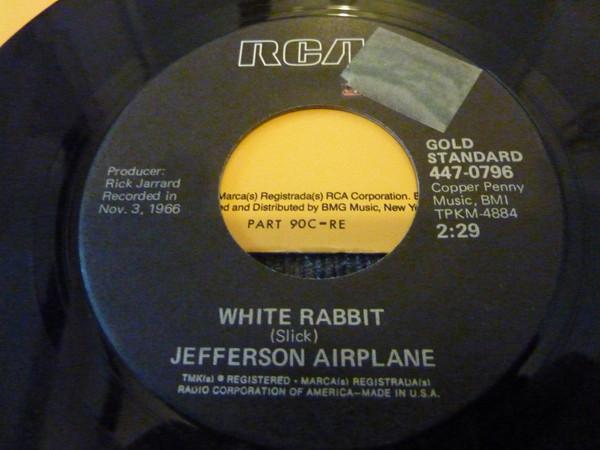 RCA
GOLD
STANDARD
447-0796
Copper Penny
Music, BMI
TPKM-4884
2:29
Producer:
Rick Jarrard
Recorded in
Nov. 3, 1966
Marca(s) Registrada(s) RCA Corporation.
ed and Distributed by BMG Music, New
PART 90C-RE
WHITE RABBIT
(Slick)
JEFFERSON AIRPLANE
TMK(s) ® REGISTERED • MARCA(s) REGISTRADA(s)
RADIO CORPORATION OF AMERICA—MADE IN U.S.A.